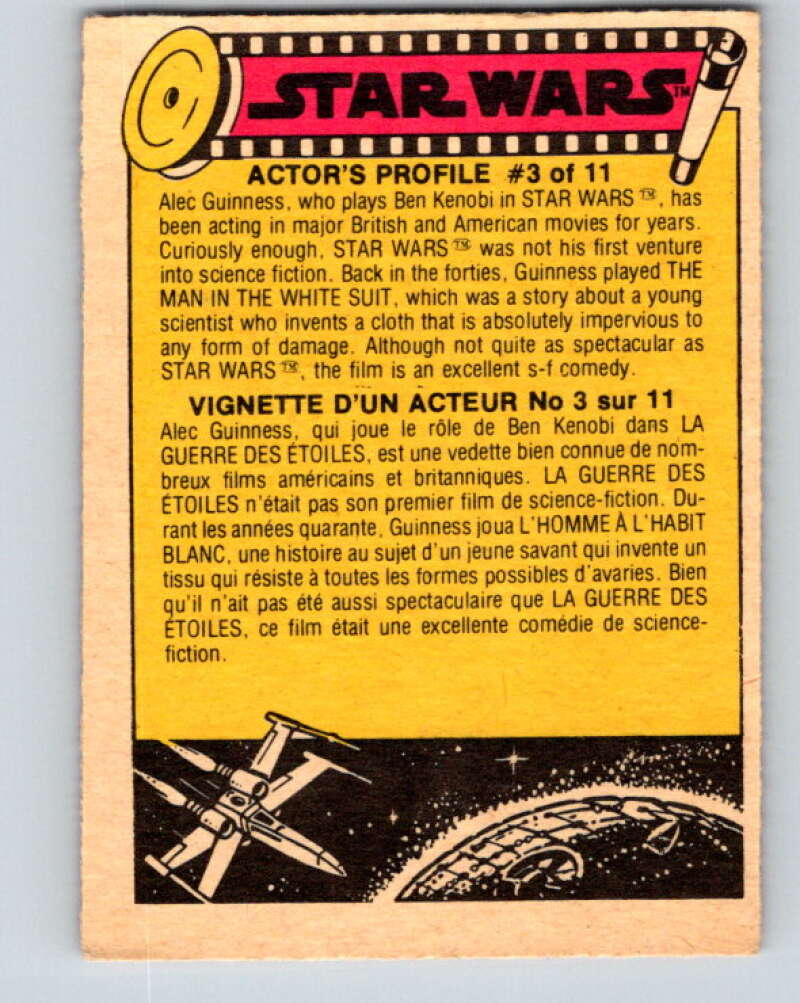 STAR WARS™
ACTOR'S PROFILE #3 of 11
Alec Guinness, who plays Ben Kenobi in STAR WARS™, has
been acting in major British and American movies for years.
Curiously enough, STAR WARS™ was not his first venture
into science fiction. Back in the forties, Guinness played THE
MAN IN THE WHITE SUIT, which was a story about a young
scientist who invents a cloth that is absolutely impervious to
any form of damage. Although not quite as spectacular as
STAR WARS™, the film is an excellent s-f comedy.
VIGNETTE D'UN ACTEUR No 3 sur 11
Alec Guinness, qui joue le rôle de Ben Kenobi dans LA
GUERRE DES ÉTOILES, est une vedette bien connue de nom-
breux films américains et britanniques. LA GUERRE DES
ÉTOILES n'était pas son premier film de science-fiction. Du-
rant les années quarante, Guinness joua L'HOMME À L'HABIT
BLANC, une histoire au sujet d'un jeune savant qui invente un
tissu qui résiste à toutes les formes possibles d'avaries. Bien
qu'il n'ait pas été aussi spectaculaire que LA GUERRE DES
ÉTOILES, ce film était une excellente comédie de science-
fiction.